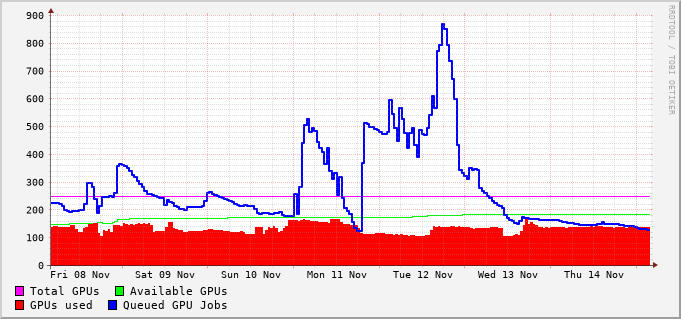 900
800
700
600
500
400
300
200
100
0
Fri 08 Nov Sat 09 Nov Sun 10 Nov Mon 11 Nov Tue 12 Nov Wed 13 Nov Thu 14 Nov
Total GPUs Available GPUs
GPUs used Queued GPU Jobs
RRDTOOL / TOBI OETIKER